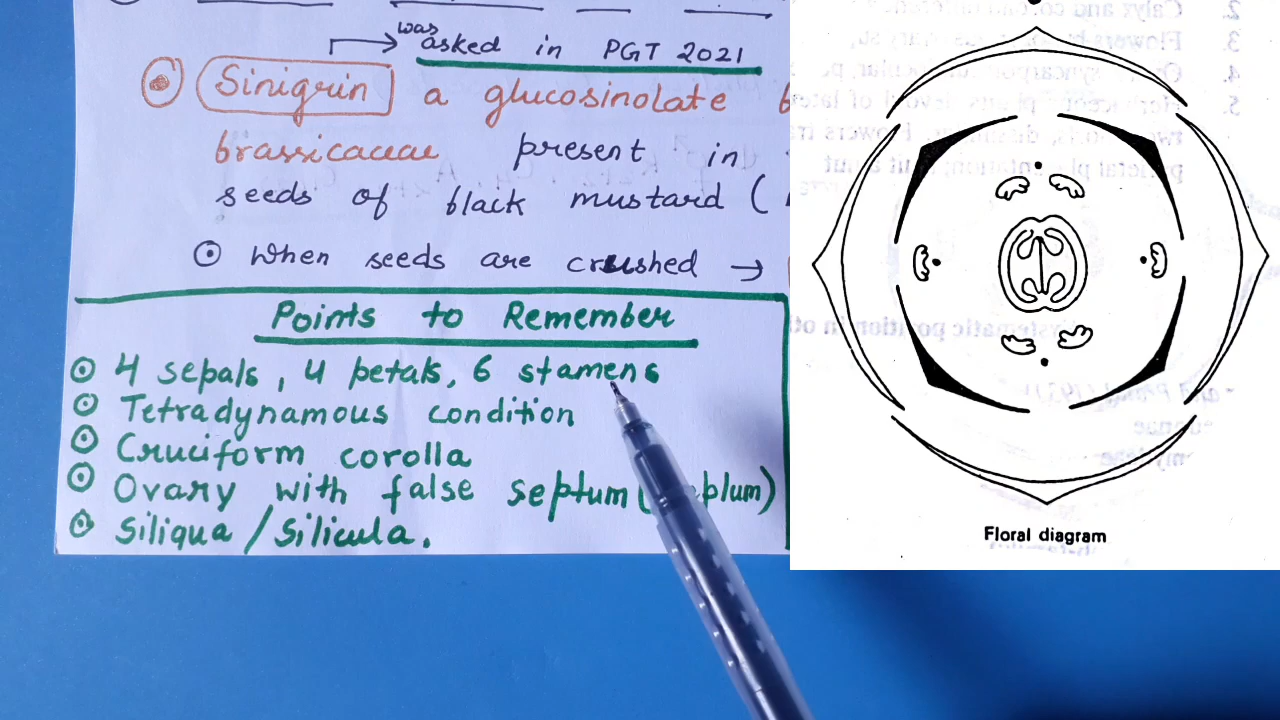 was
asked in PGT 2021
Sinigrin a glucosinolate
brassicaceae present in
seeds of black mustard (
When seeds are crushed →
Points to Remember
4 sepals, 4 petals, 6 stamens
Tetradynamous condition
Cruciform corolla
Ovary with false septum (
Siliqua / Silicula.
Floral diagram